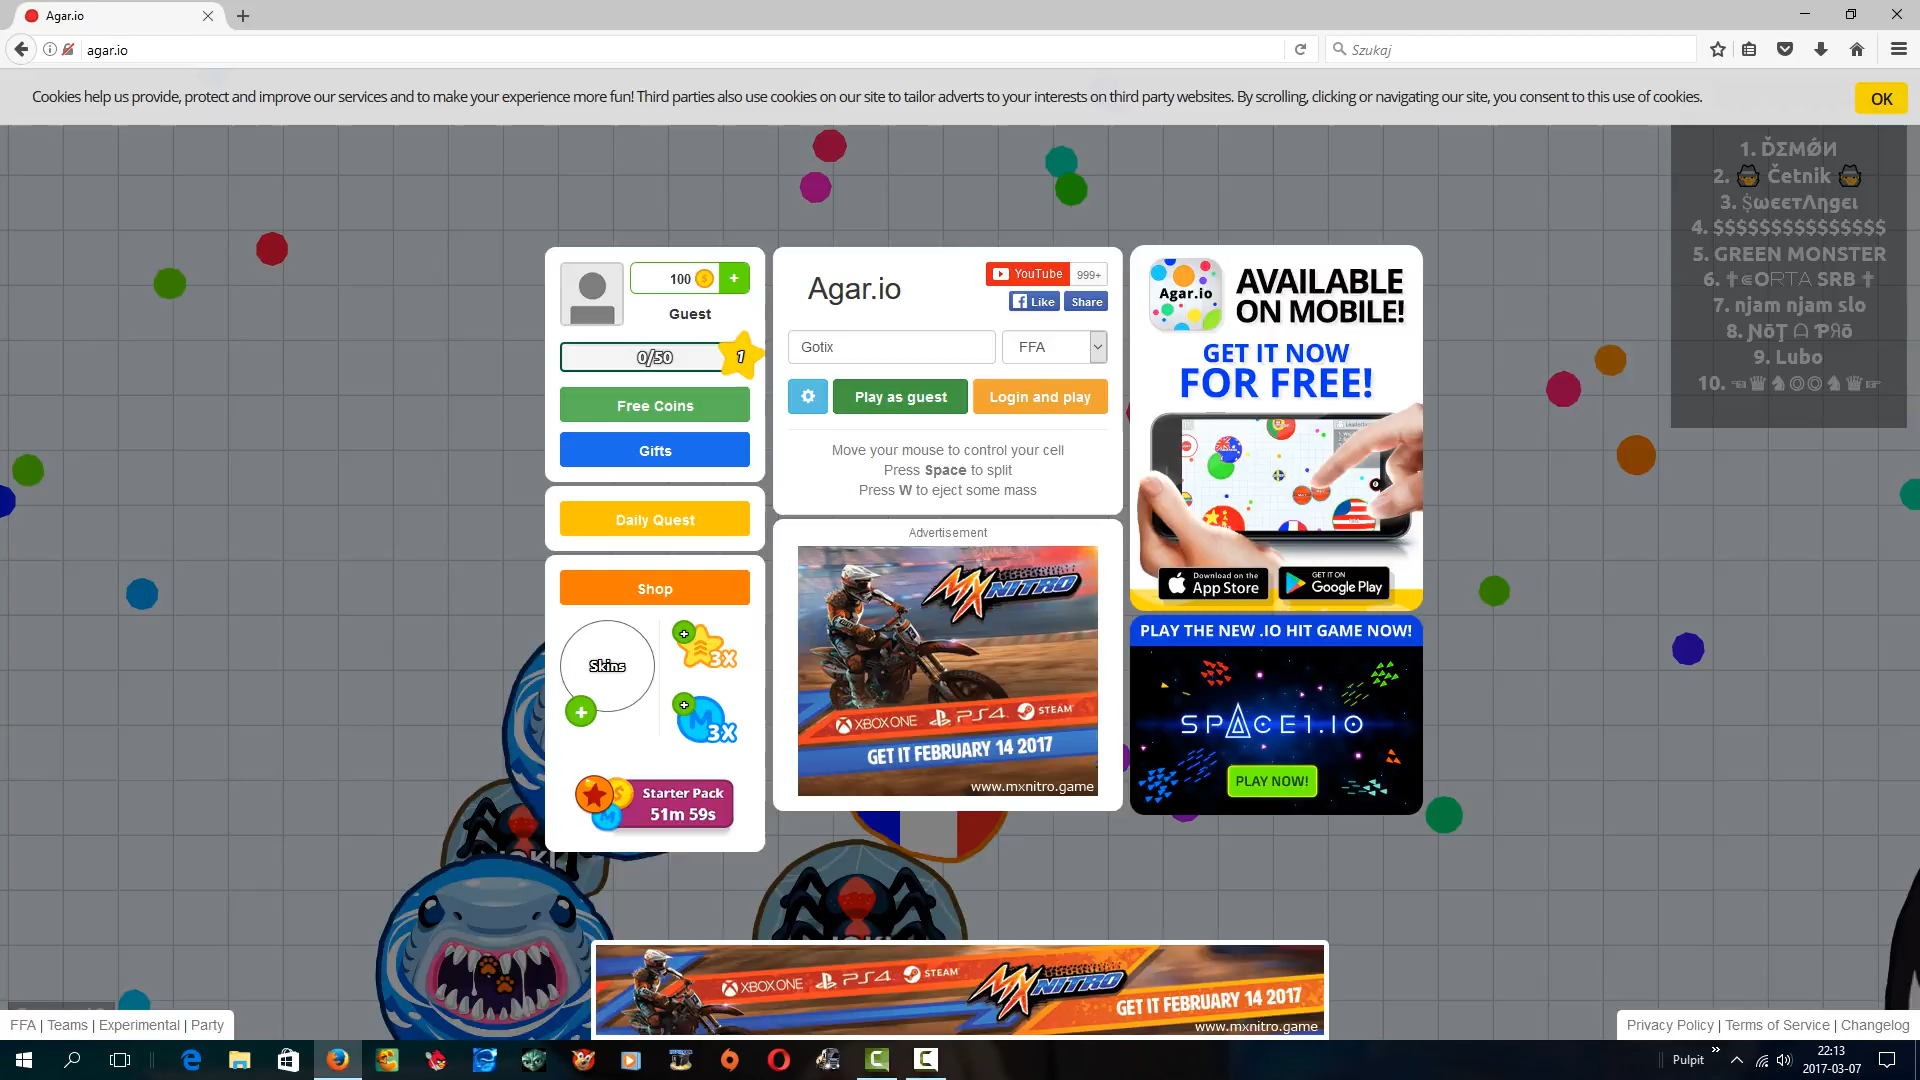 Agar.io
agar.io
Szukaj
Cookies help us provide, protect and improve our services and to make your experience more fun! Third parties also use cookies on our site to tailor adverts to your interests on third party websites. By scrolling, clicking or navigating our site, you consent to this use of cookies.
OK
1. ĎΣMǾИ
2. Četnik
3. ŚωєєтΛηgєι
4. $$$$$$$$$$$$$$$
5. GREEN MONSTER
6. ✝∈ORTA SRB ✝
7. njam njam slo
9. Lubo
100
Guest
0/50
1
Free Coins
Gifts
Daily Quest
Shop
Skins
3X
3X
Starter Pack
51m 59s
Agar.io
YouTube 999+
Like Share
Gotix
FFA
Play as guest
Login and play
Move your mouse to control your cell
Press Space to split
Press W to eject some mass
Advertisement
MX NITRO
XBOX ONE PS4 STEAM
GET IT FEBRUARY 14 2017
www.mxnitro.game
Agar.io
AVAILABLE
ON MOBILE!
GET IT NOW
FOR FREE!
Download on the
App Store
GET IT ON
Google Play
PLAY THE NEW .IO HIT GAME NOW!
SPACE1.IO
PLAY NOW!
XBOX ONE PS4 STEAM
MX NITRO
GET IT FEBRUARY 14 2017
www.mxnitro.game
FFA | Teams | Experimental | Party
Privacy Policy | Terms of Service | Changelog
Pulpit
22:13
2017-03-07